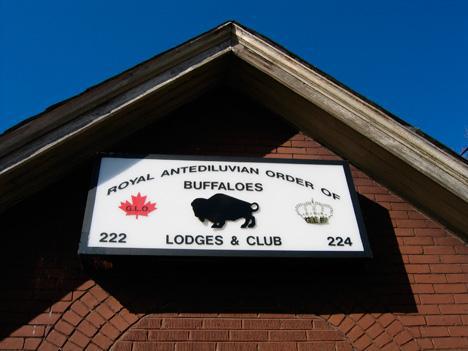 ROYAL ANTEDILUVIAN ORDER OF
BUFFALOES
G.L.O.
222 LODGES & CLUB 224